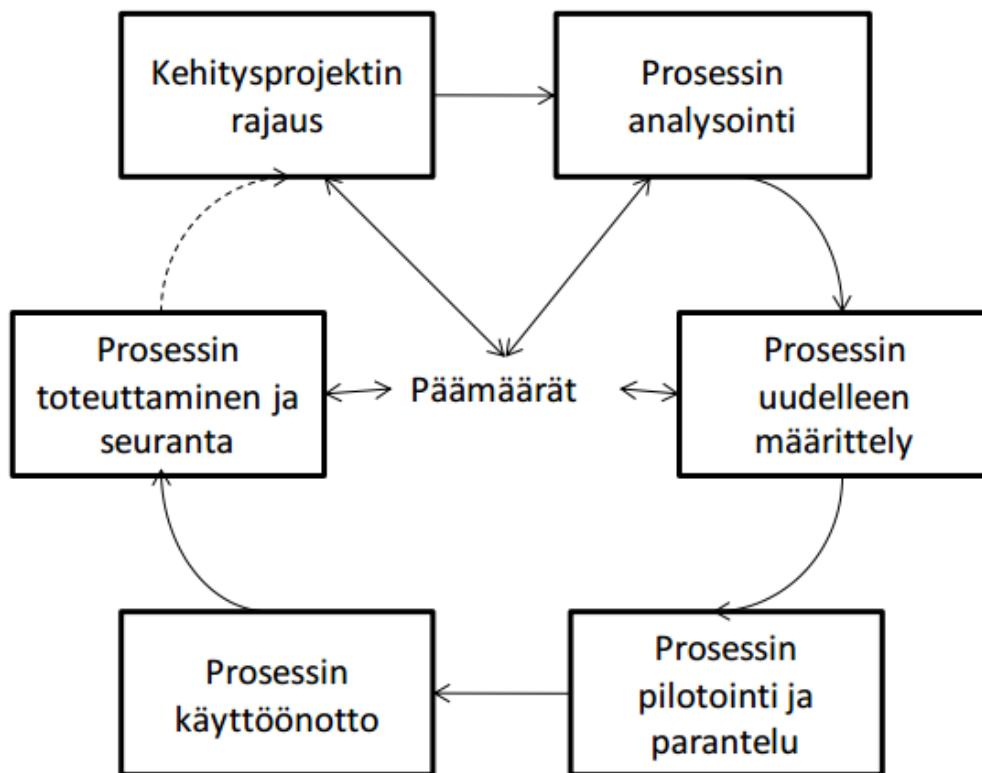 Kehitysprojektin
rajaus
Prosessin
analysointi
Prosessin
toteuttaminen ja
seuranta
Päämäärät
Prosessin
uudelleen
määrittely
Prosessin
käyttöönotto
Prosessin
pilotointi ja
parantelu